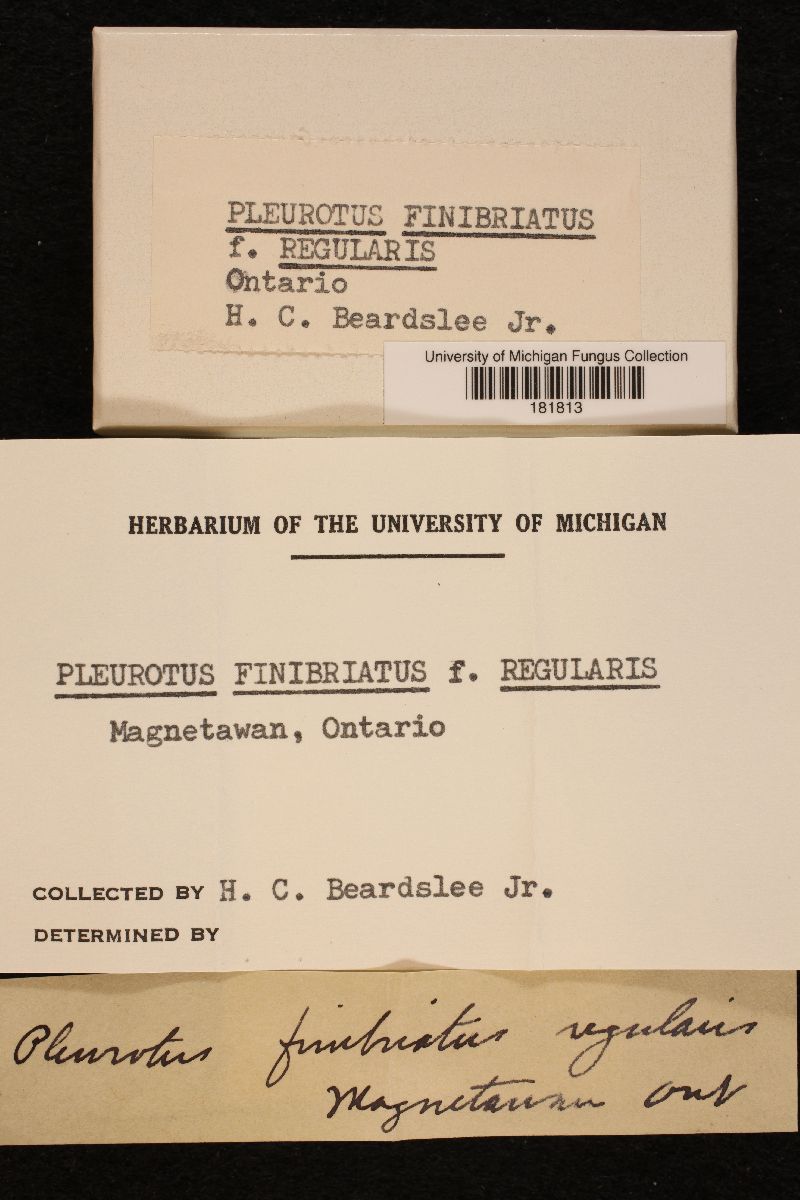 PLEUROTUS FINIBRIATUS
f. REGULARIS
Ontario
H. C. Beardslee Jr.
University of Michigan Fungus Collection
181813
HERBARIUM OF THE UNIVERSITY OF MICHIGAN
PLEUROTUS FINIBRIATUS f. REGULARIS
Magnetawan, Ontario
COLLECTED BY H. C. Beardslee Jr.
DETERMINED BY
Pleurotus finibriatus regularis
Magnetawan Ont